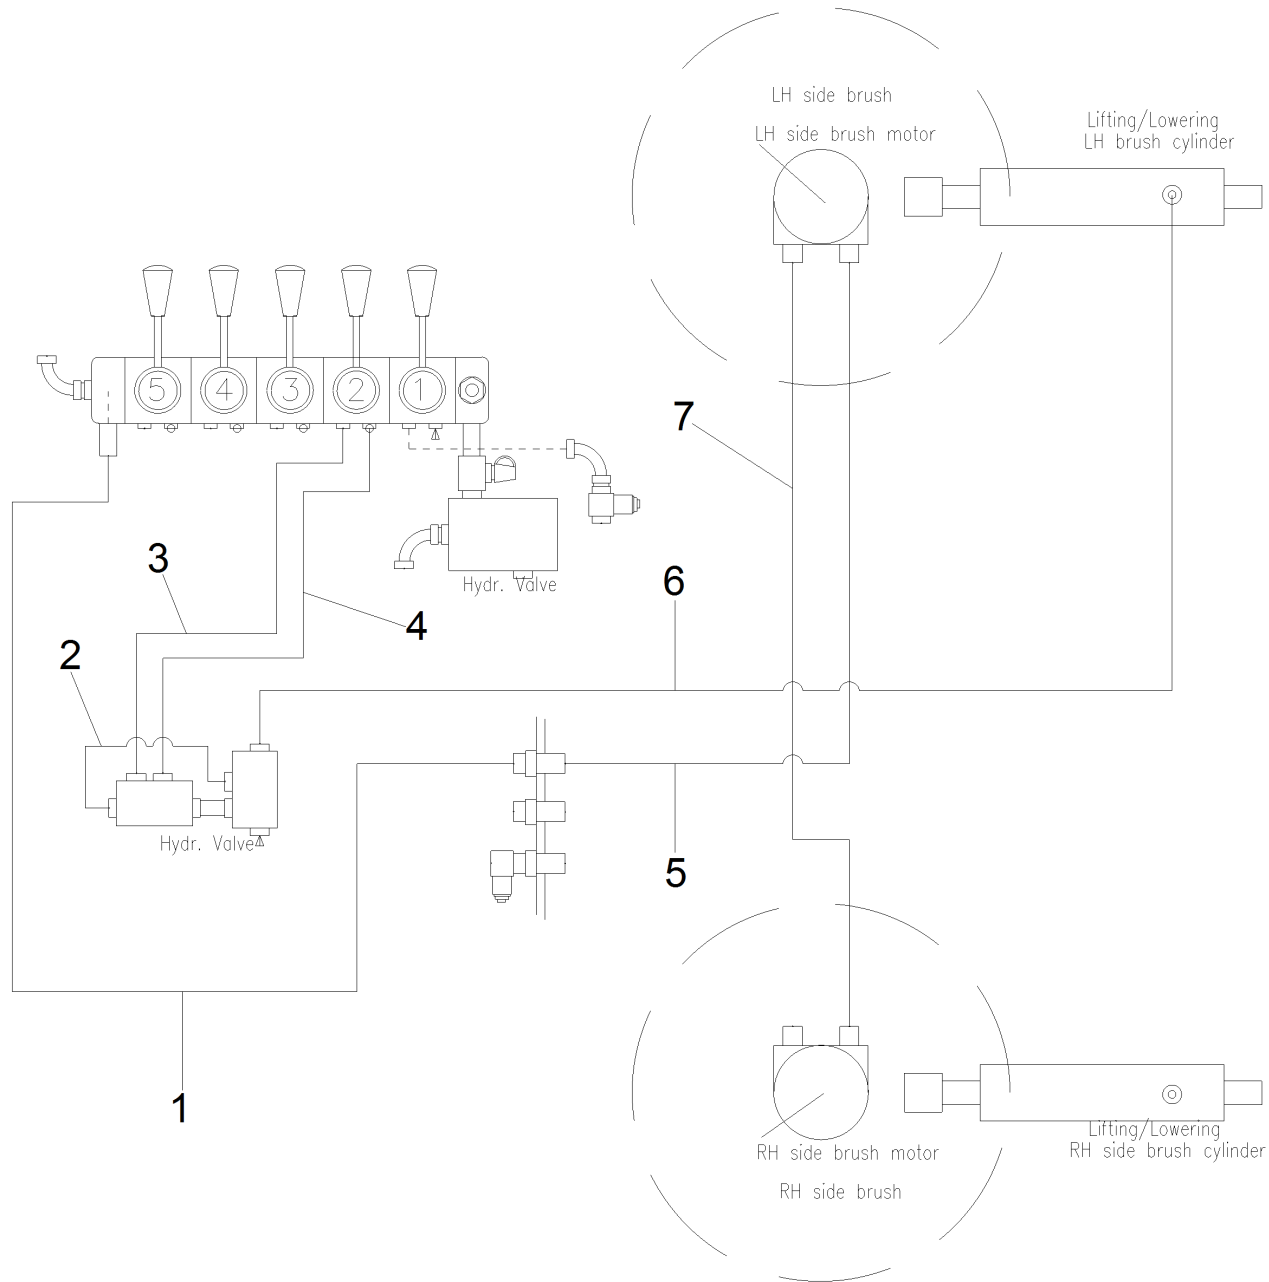 LH side brush
LH side brush motor
Lifting/Lowering
LH brush cylinder
5 4 3 2 1
7
Hydr. Valve
3
6
4
2
Hydr. Valve
5
1
RH side brush motor
RH side brush
Lifting/Lowering
RH side brush cylinder